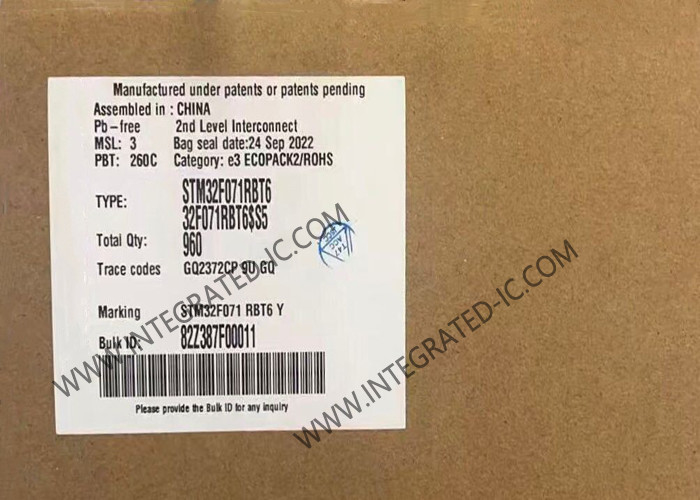 Manufactured under patents or patents pending
Assembled in : CHINA
Pb-free 2nd Level Interconnect
MSL: 3 Bag seal date:24 Sep 2022
PBT: 260C Category: e3 ECOPACK2/ROHS
TYPE: STM32F071RBT6
32F071RBT6$S5
Total Qty: 960
Trace codes GQ2372CP 9U GQ
Marking STM32F071 RBT6 Y
Bulk ID: 82Z387F00011
Please provide the Bulk ID for any inquiry
WWW.INTEGRATED-IC.COM
WWW.INTEGRATED-IC.COM